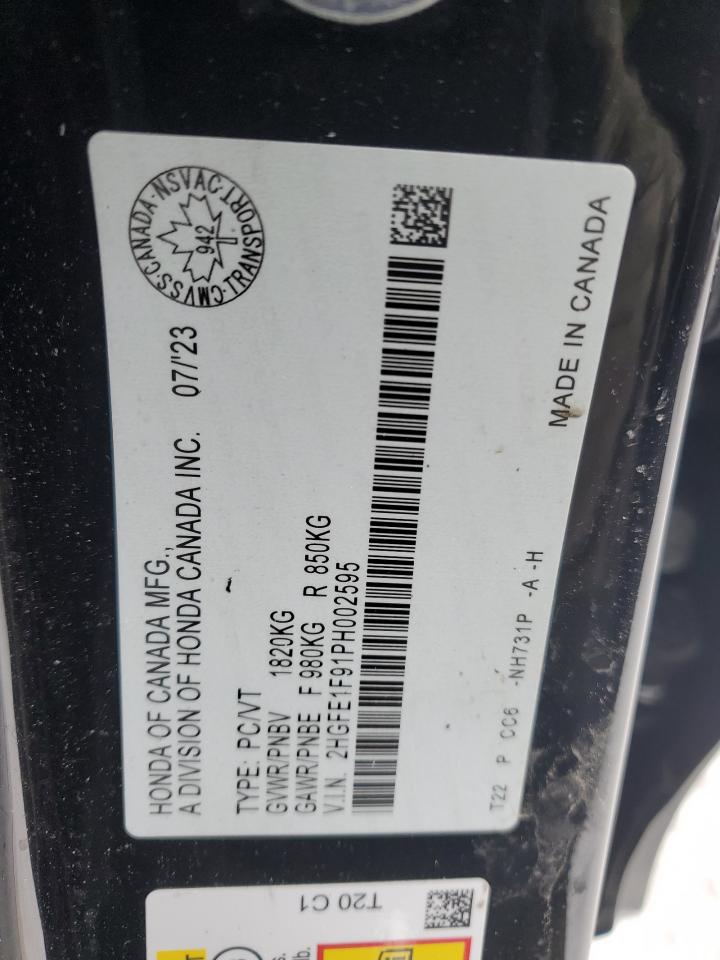 HONDA OF CANADA MFG.,
A DIVISION OF HONDA CANADA INC. 07/'23
CMVSS·CANADA·NSVAC·TRANSPORT·
942
TYPE: PC/VT
GVWR/PNBV 1820KG
GAWR/PNBE F 980KG R 850KG
V.I.N. 2HGFE1F91PH002595
MADE IN CANADA
T22 P CC6 -NH731P -A -H
T20 C1